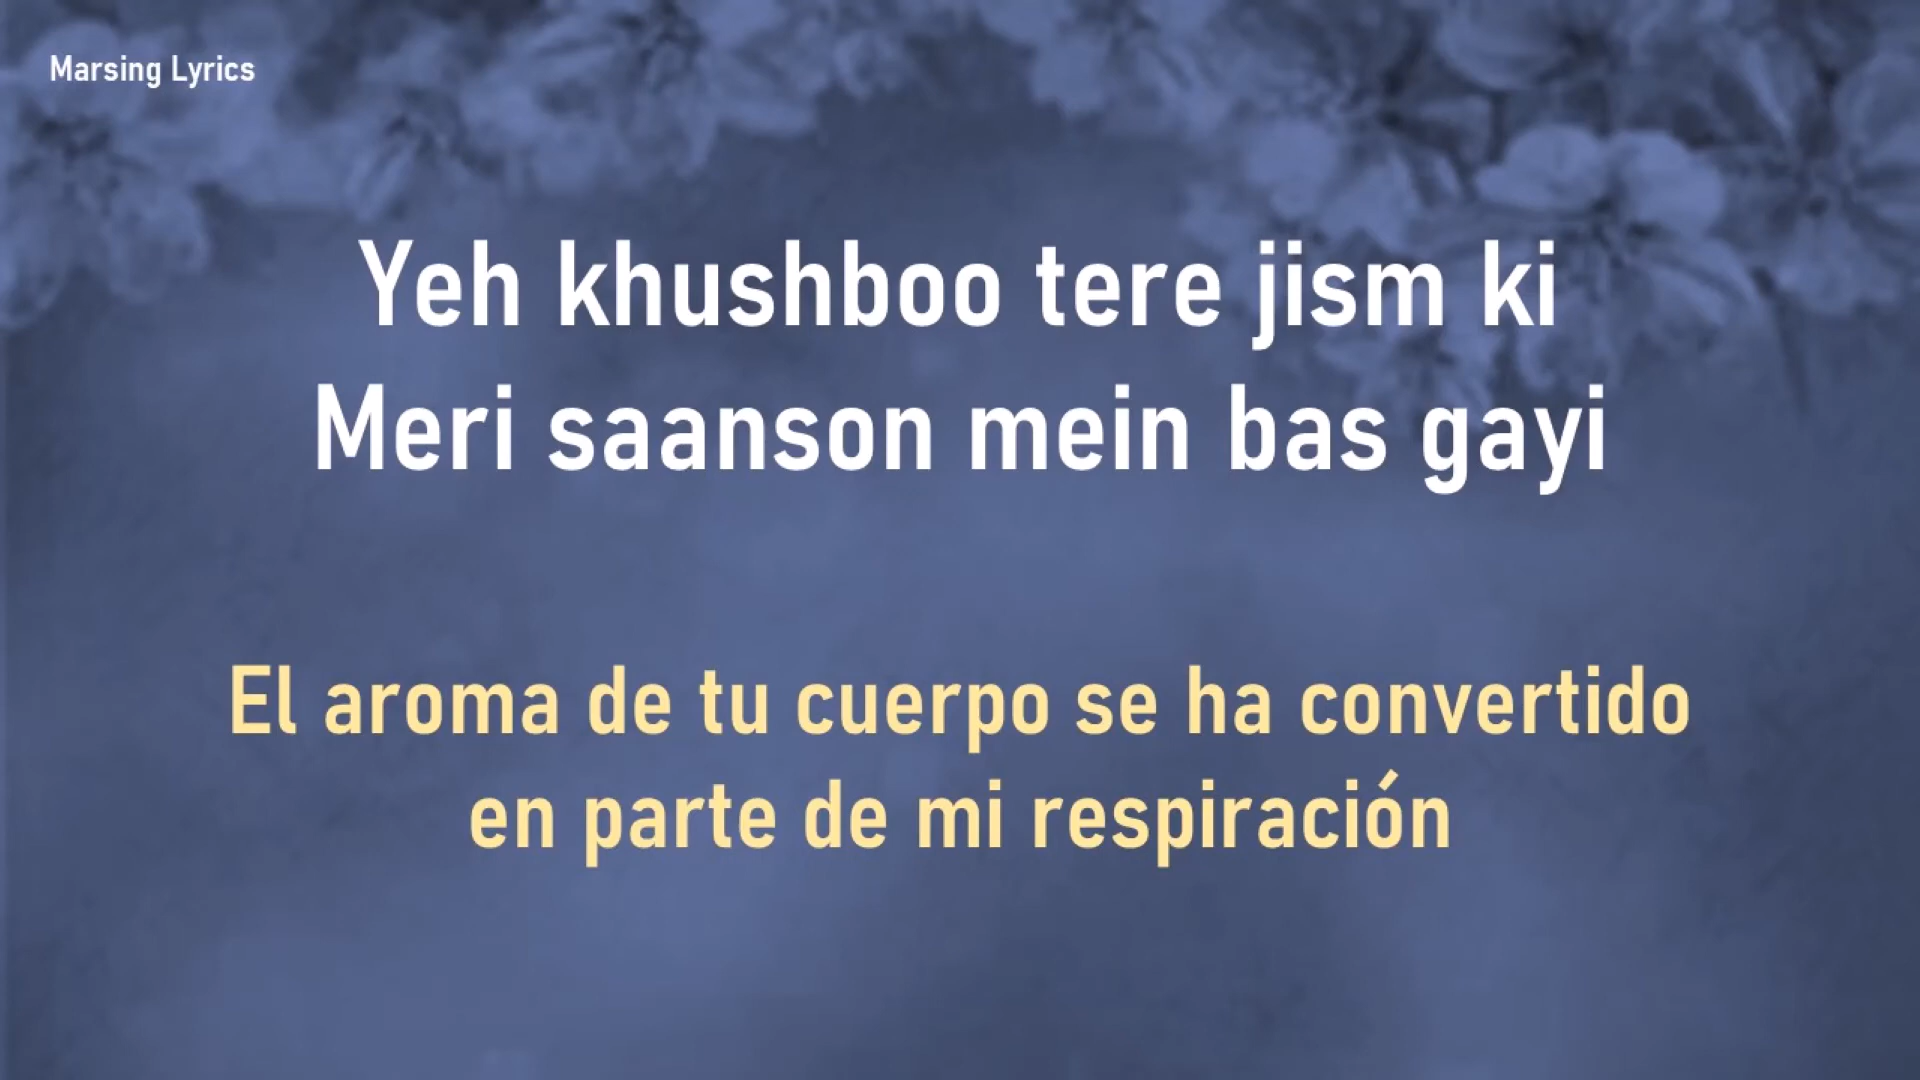 Marsing Lyrics
Yeh khushboo tere jism ki
Meri saanson mein bas gayi
El aroma de tu cuerpo se ha convertido
en parte de mi respiración